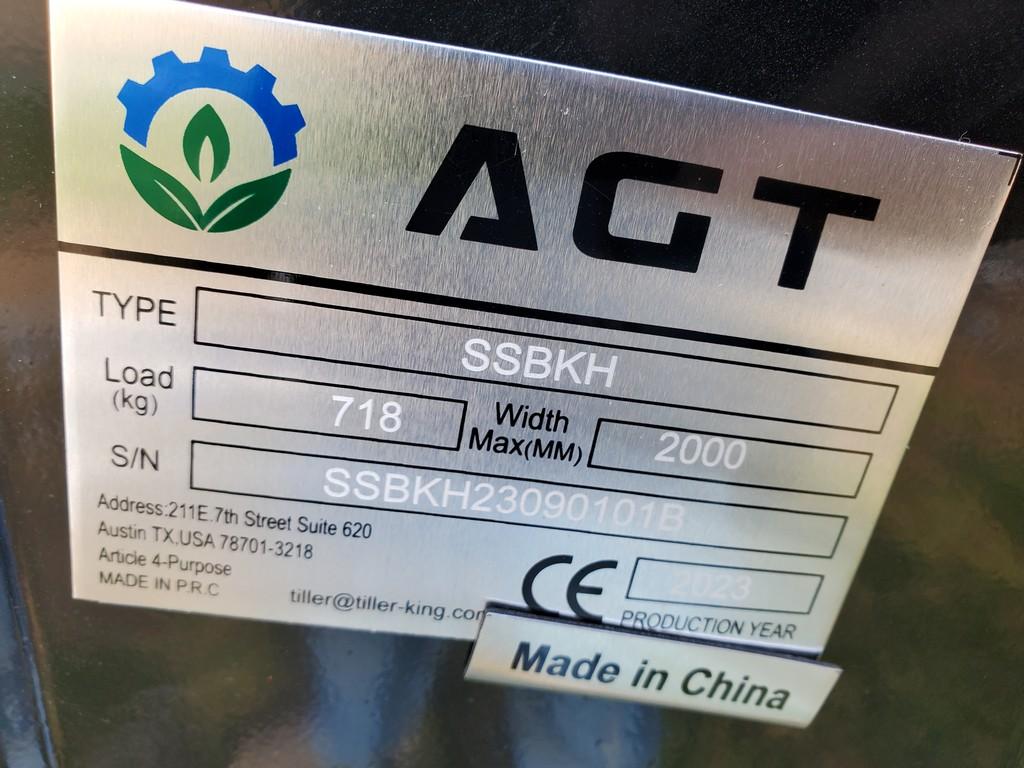 AGT
TYPE SSBKH
Load (kg) 718 Width Max(MM) 2000
S/N SSBKH23090101B
Address:211E.7th Street Suite 620
Austin TX,USA 78701-3218
Article 4-Purpose
MADE IN P.R.C
tiller@tiller-king.com
CE 2023
PRODUCTION YEAR
Made in China